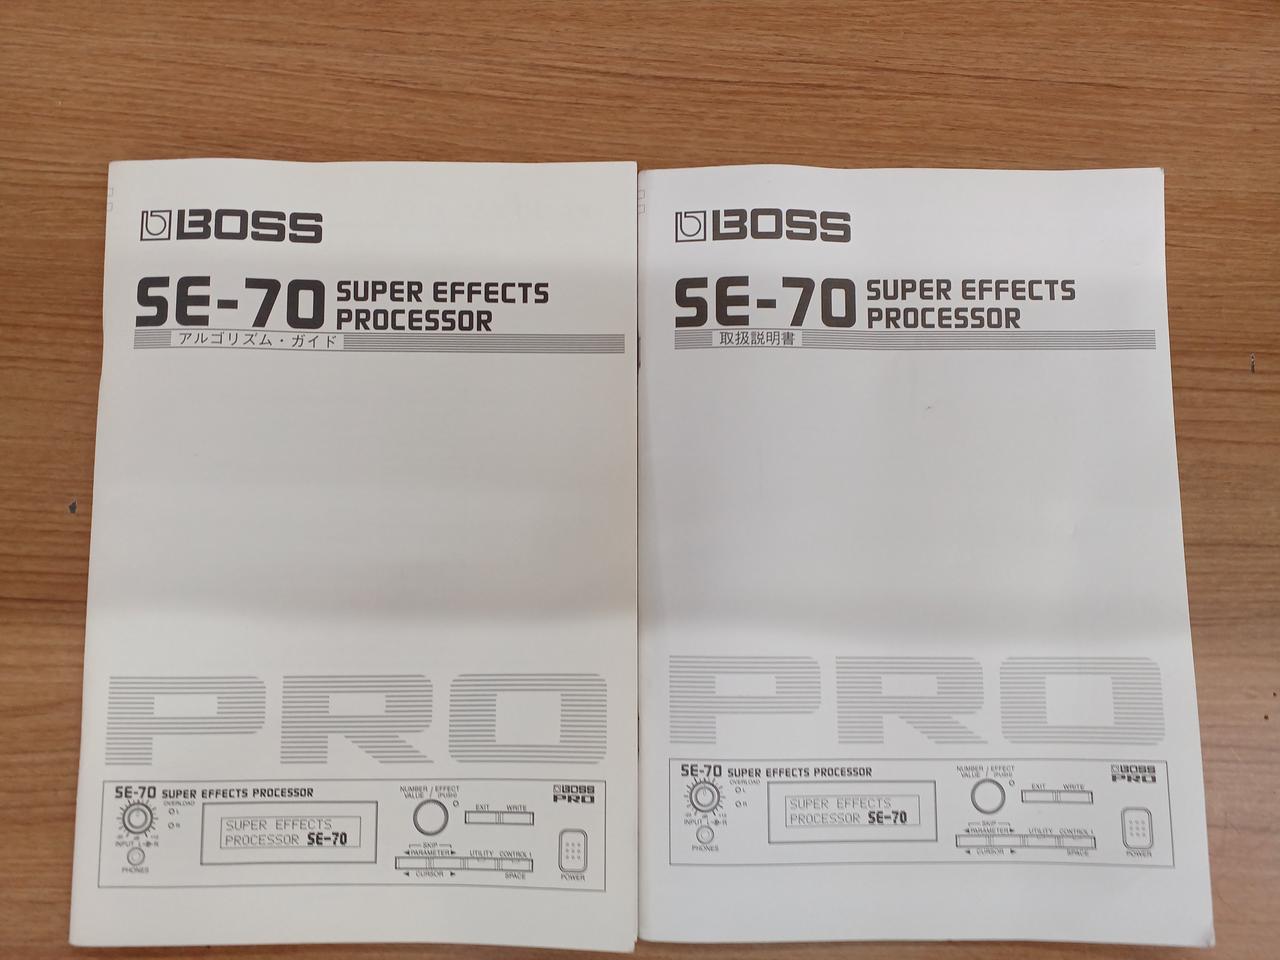 BOSS
SE-70 SUPER EFFECTS
PROCESSOR
アルゴリズム・ガイド
PRO
SE-70 SUPER EFFECTS PROCESSOR
OVERLOAD
L
R
INPUT L R
PHONES
SUPER EFFECTS
PROCESSOR SE-70
NUMBER / EFFECT
VALUE (PUSH)
EXIT WRITE
SKIP
PARAMETER
CURSOR
UTILITY CONTROL 1
SPACE
BOSS
PRO
POWER
BOSS
SE-70 SUPER EFFECTS
PROCESSOR
取扱説明書
PRO
SE-70 SUPER EFFECTS PROCESSOR
OVERLOAD
L
R
INPUT L R
PHONES
SUPER EFFECTS
PROCESSOR SE-70
NUMBER / EFFECT
VALUE (PUSH)
EXIT WRITE
SKIP
PARAMETER
CURSOR
UTILITY CONTROL 1
SPACE
BOSS
PRO
POWER